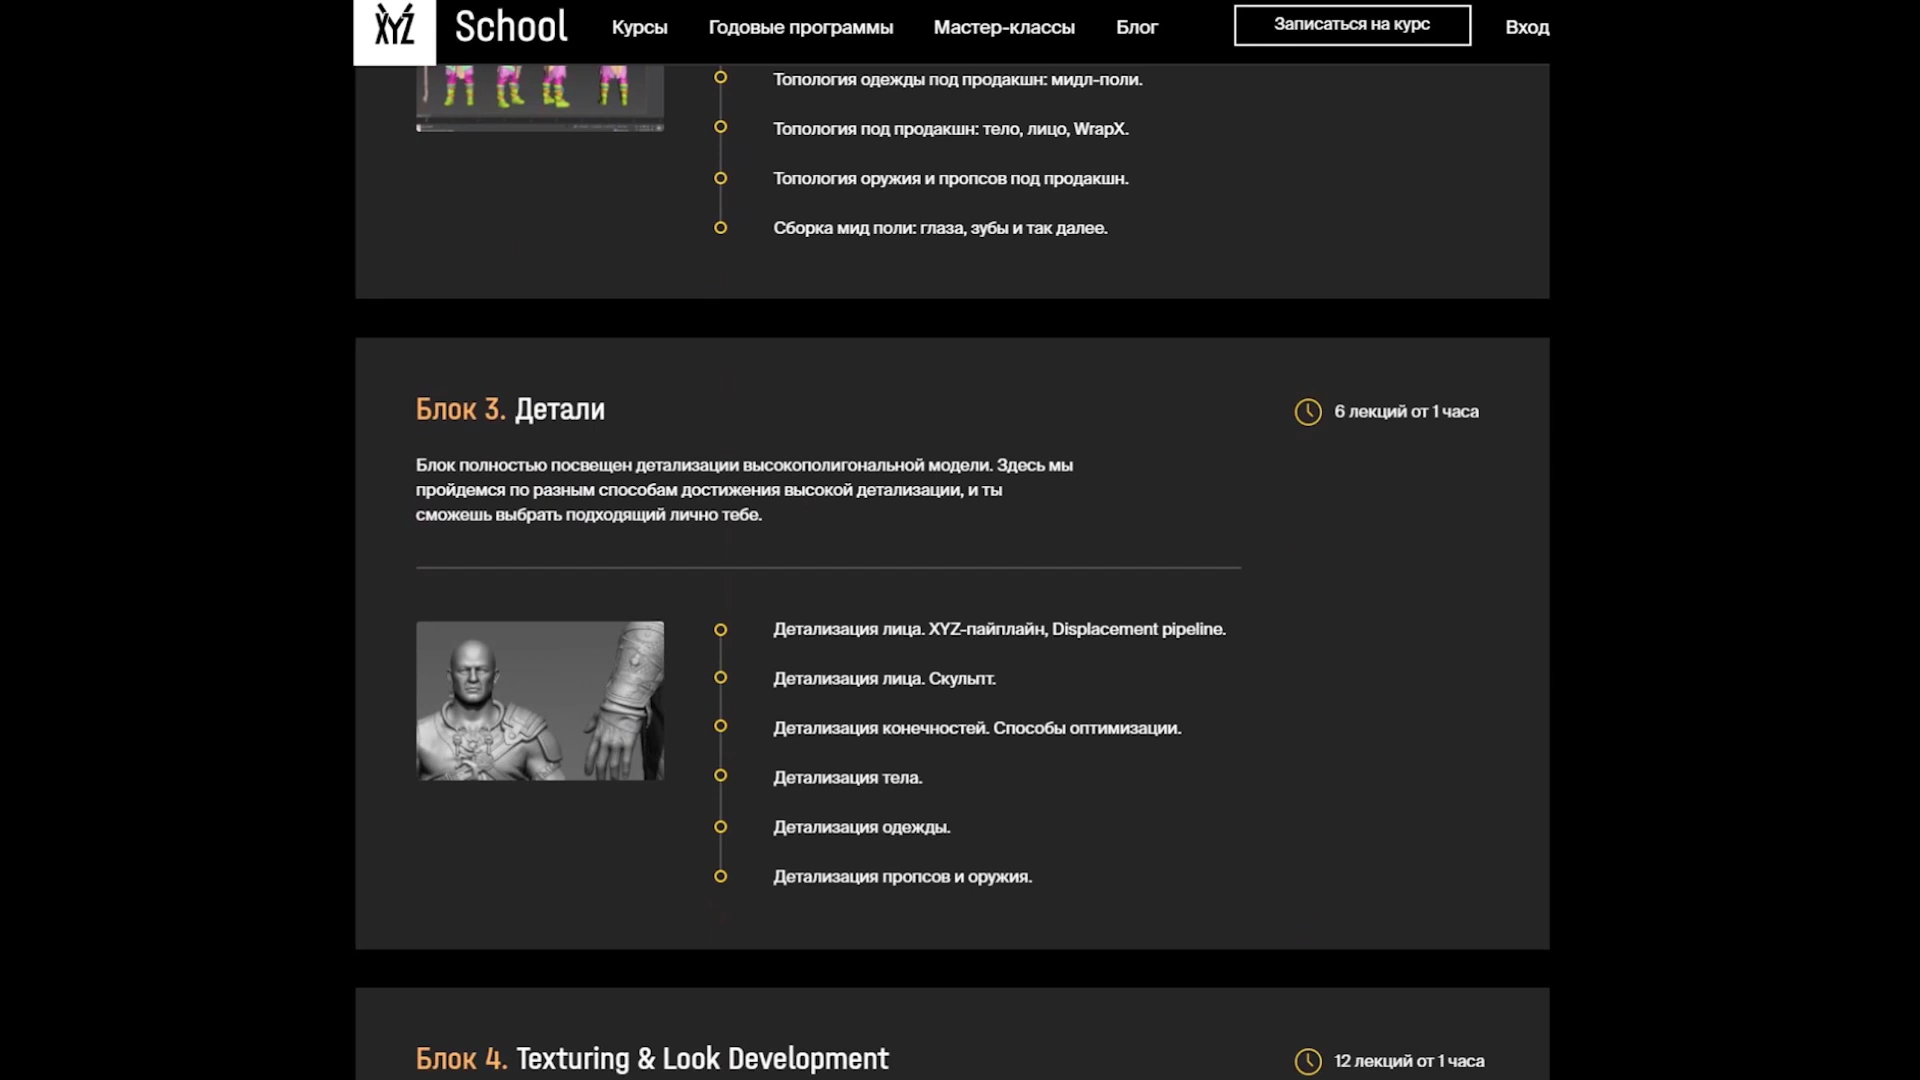 XYZ School Курсы Годовые программы Мастер-классы Блог Записаться на курс Вход
Топология одежды под продакшн: мидл-поли.
Топология под продакшн: тело, лицо, WrapX.
Топология оружия и пропсов под продакшн.
Сборка мид поли: глаза, зубы и так далее.
Блок 3. Детали
6 лекций от 1 часа
Блок полностью посвещен детализации высокополигональной модели. Здесь мы
пройдемся по разным способам достижения высокой детализации, и ты
сможешь выбрать подходящий лично тебе.
Детализация лица. XYZ-пайплайн, Displacement pipeline.
Детализация лица. Скульпт.
Детализация конечностей. Способы оптимизации.
Детализация тела.
Детализация одежды.
Детализация пропсов и оружия.
Блок 4. Texturing & Look Development
12 лекций от 1 часа